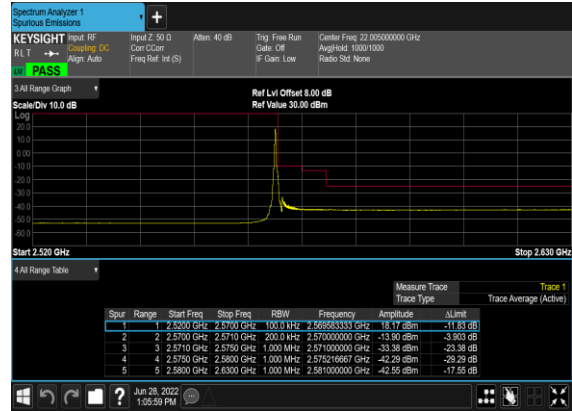 Spectrum Analyzer 1
Spurious Emissions
KEYSIGHT Input: RF Input Z: 50 Ω Atten: 40 dB Trig: Free Run Center Freq: 22.005000000 GHz
RLT Coupling: DC Corr CCorr Gate: Off Avg|Hold: 1000/1000
Align: Auto Freq Ref: Int (S) IF Gain: Low Radio Std: None
PASS
3 All Range Graph
Ref Lvl Offset 8.00 dB
Scale/Div 10.0 dB Ref Value 30.00 dBm
Log
20.0
10.0
0.00
-10.0
-20.0
-30.0
-40.0
-50.0
-60.0
Start 2.520 GHz Stop 2.630 GHz
4 All Range Table
Measure Trace Trace 1
Trace Type Trace Average (Active)
Spur Range Start Freq Stop Freq RBW Frequency Amplitude ΔLimit
1 1 2.5200 GHz 2.5700 GHz 100.0 kHz 2.569583333 GHz 18.17 dBm -11.83 dB
2 2 2.5700 GHz 2.5710 GHz 200.0 kHz 2.570000000 GHz -13.90 dBm -3.903 dB
3 3 2.5710 GHz 2.5750 GHz 1.000 MHz 2.571000000 GHz -33.38 dBm -23.38 dB
4 4 2.5750 GHz 2.5800 GHz 1.000 MHz 2.575216667 GHz -42.29 dBm -29.29 dB
5 5 2.5800 GHz 2.6300 GHz 1.000 MHz 2.581000000 GHz -42.55 dBm -17.55 dB
Jun 28, 2022
1:05:59 PM